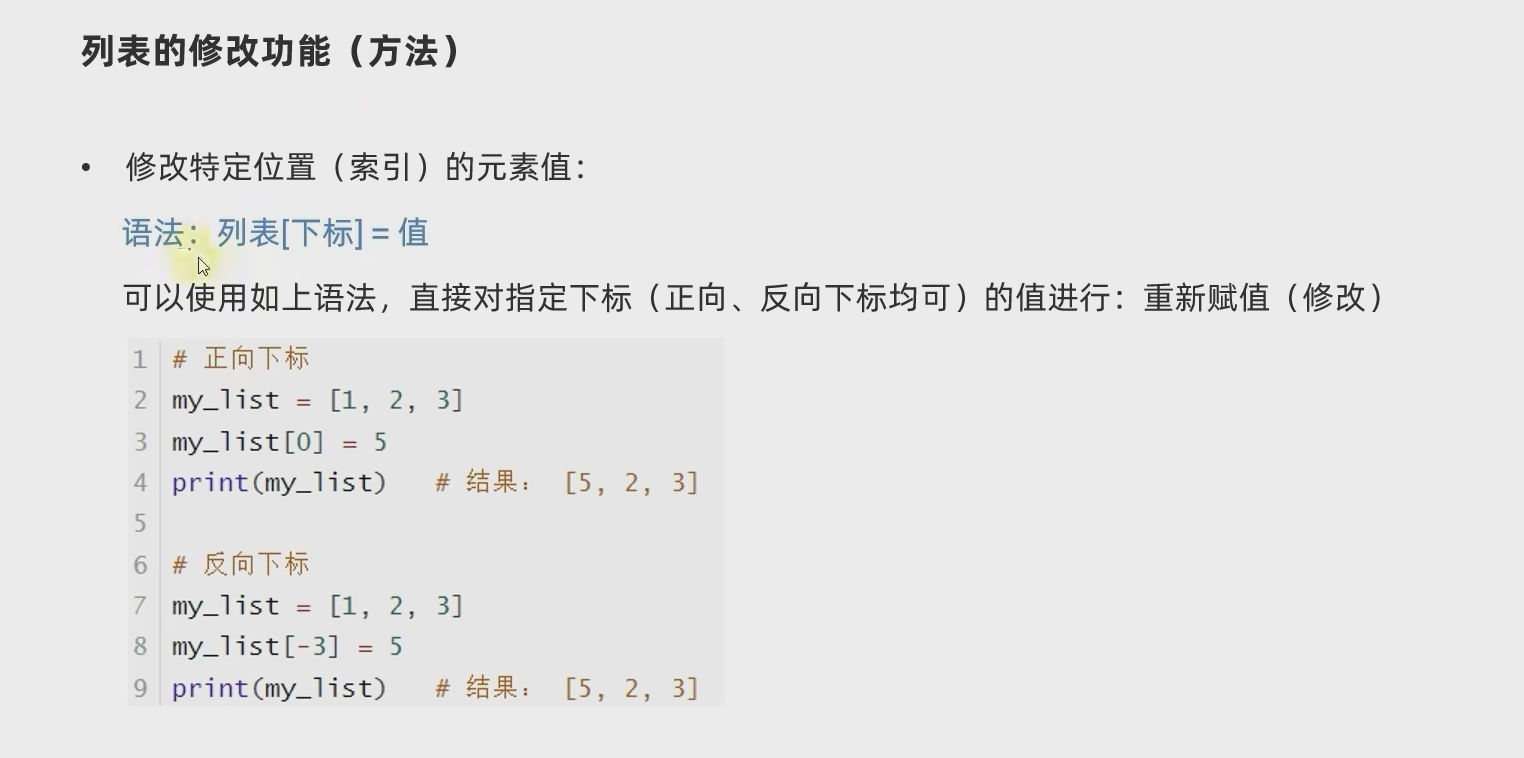 列表的修改功能（方法）
• 修改特定位置（索引）的元素值：
语法：列表[下标] = 值
可以使用如上语法，直接对指定下标（正向、反向下标均可）的值进行：重新赋值（修改）
1 # 正向下标
2 my_list = [1, 2, 3]
3 my_list[0] = 5
4 print(my_list)   # 结果： [5, 2, 3]
5
6 # 反向下标
7 my_list = [1, 2, 3]
8 my_list[-3] = 5
9 print(my_list)   # 结果： [5, 2, 3]